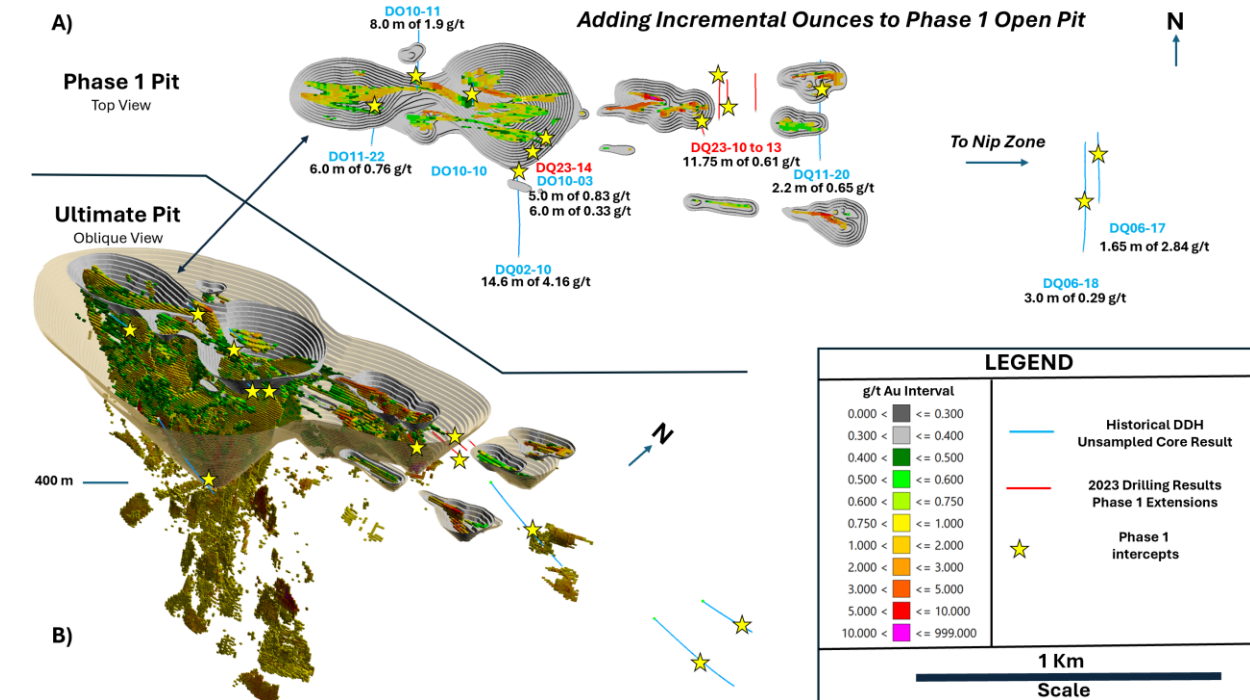 A)
Adding Incremental Ounces to Phase 1 Open Pit
N
Phase 1 Pit
Top View
DO10-11
8.0 m of 1.9 g/t
DO11-22
6.0 m of 0.76 g/t
DO10-10
DQ23-14
DO10-03
5.0 m of 0.83 g/t
6.0 m of 0.33 g/t
DQ02-10
14.6 m of 4.16 g/t
DQ23-10 to 13
11.75 m of 0.61 g/t
DQ11-20
2.2 m of 0.65 g/t
To Nip Zone
DQ06-17
1.65 m of 2.84 g/t
DQ06-18
3.0 m of 0.29 g/t
Ultimate Pit
Oblique View
N
400 m
B)
LEGEND
g/t Au Interval
0.000 < <= 0.300
0.300 < <= 0.400
0.400 < <= 0.500
0.500 < <= 0.600
0.600 < <= 0.750
0.750 < <= 1.000
1.000 < <= 2.000
2.000 < <= 3.000
3.000 < <= 5.000
5.000 < <= 10.000
10.000 < <= 999.000
Historical DDH
Unsampled Core Result
2023 Drilling Results
Phase 1 Extensions
Phase 1
intercepts
1 Km
Scale